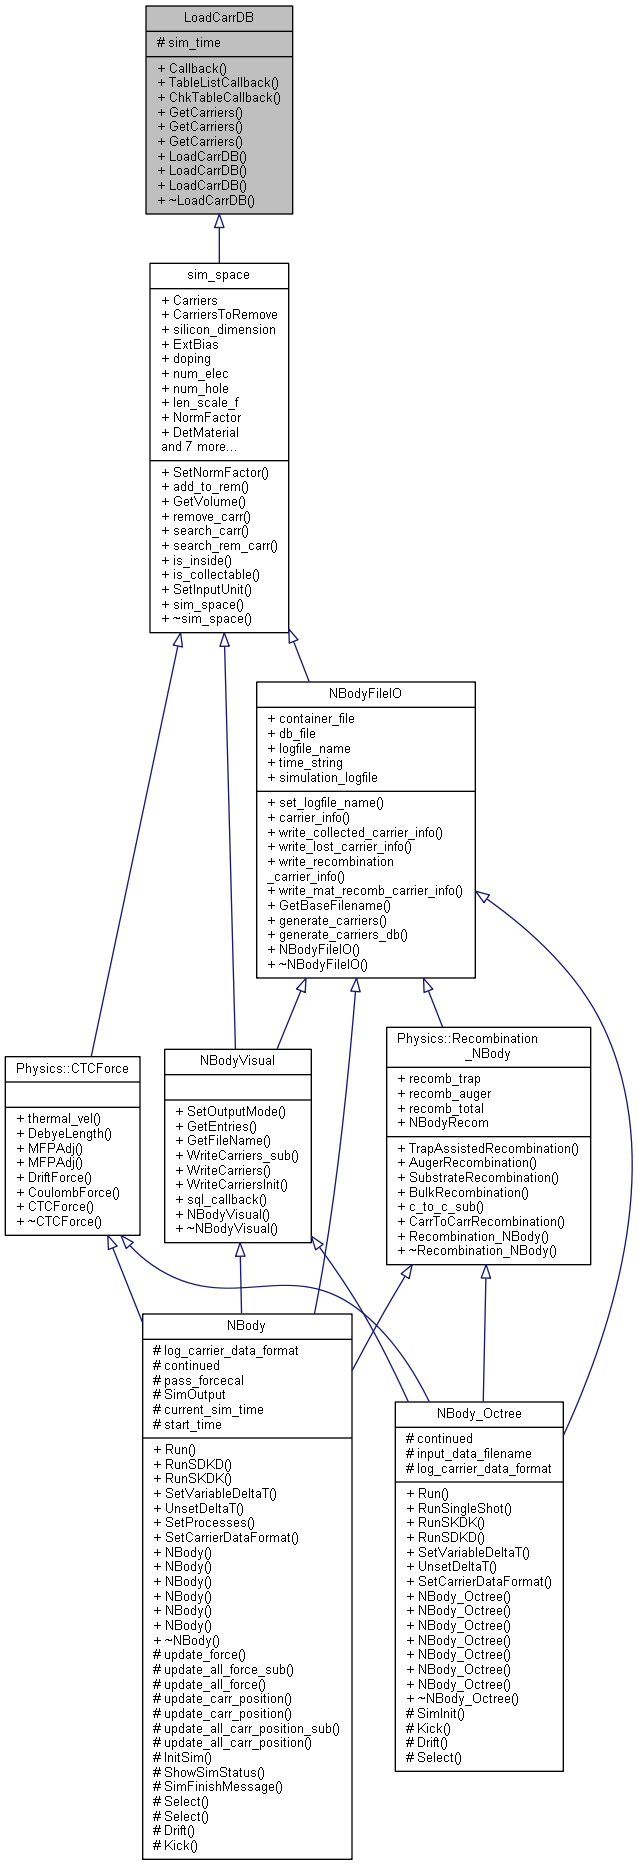 LoadCarrDB
# sim_time
+ Callback()
+ TableListCallback()
+ ChkTableCallback()
+ GetCarriers()
+ GetCarriers()
+ GetCarriers()
+ LoadCarrDB()
+ LoadCarrDB()
+ LoadCarrDB()
+ ~LoadCarrDB()
sim_space
+ Carriers
+ CarriersToRemove
+ silicon_dimension
+ ExtBias
+ doping
+ num_elec
+ num_hole
+ len_scale_f
+ NormFactor
+ DetMaterial
and 7 more...
+ SetNormFactor()
+ add_to_rem()
+ GetVolume()
+ remove_carr()
+ search_carr()
+ search_rem_carr()
+ is_inside()
+ is_collectable()
+ SetInputUnit()
+ sim_space()
+ ~sim_space()
NBodyFileIO
+ container_file
+ db_file
+ logfile_name
+ time_string
+ simulation_logfile
+ set_logfile_name()
+ carrier_info()
+ write_collected_carrier_info()
+ write_lost_carrier_info()
+ write_recombination
_carrier_info()
+ write_mat_recomb_carrier_info()
+ GetBaseFilename()
+ generate_carriers()
+ generate_carriers_db()
+ NBodyFileIO()
+ ~NBodyFileIO()
Physics::CTCForce
+ thermal_vel()
+ DebyeLength()
+ MFPAdj()
+ MFPAdj()
+ DriftForce()
+ CoulombForce()
+ CTCForce()
+ ~CTCForce()
NBodyVisual
+ SetOutputMode()
+ GetEntries()
+ GetFileName()
+ WriteCarriers_sub()
+ WriteCarriers()
+ WriteCarriersInit()
+ sql_callback()
+ NBodyVisual()
+ ~NBodyVisual()
Physics::Recombination
_NBody
+ recomb_trap
+ recomb_auger
+ recomb_total
+ NBodyRecom
+ TrapAssistedRecombination()
+ AugerRecombination()
+ SubstrateRecombination()
+ BulkRecombination()
+ c_to_c_sub()
+ CarrToCarrRecombination()
+ Recombination_NBody()
+ ~Recombination_NBody()
NBody
# log_carrier_data_format
# continued
# pass_forcecal
# SimOutput
# current_sim_time
# start_time
+ Run()
+ RunSDKD()
+ RunSKDK()
+ SetVariableDeltaT()
+ UnsetDeltaT()
+ SetProcesses()
+ SetCarrierDataFormat()
+ NBody()
+ NBody()
+ NBody()
+ NBody()
+ NBody()
+ NBody()
+ ~NBody()
# update_force()
# update_all_force_sub()
# update_all_force()
# update_carr_position()
# update_carr_position()
# update_all_carr_position_sub()
# update_all_carr_position()
# InitSim()
# ShowSimStatus()
# SimFinishMessage()
# Select()
# Select()
# Drift()
# Kick()
NBody_Octree
# continued
# input_data_filename
# log_carrier_data_format
+ Run()
+ RunSingleShot()
+ RunSKDK()
+ RunSDKD()
+ SetVariableDeltaT()
+ UnsetDeltaT()
+ SetCarrierDataFormat()
+ NBody_Octree()
+ NBody_Octree()
+ NBody_Octree()
+ NBody_Octree()
+ NBody_Octree()
+ NBody_Octree()
+ NBody_Octree()
+ ~NBody_Octree()
# SimInit()
# Kick()
# Drift()
# Select()